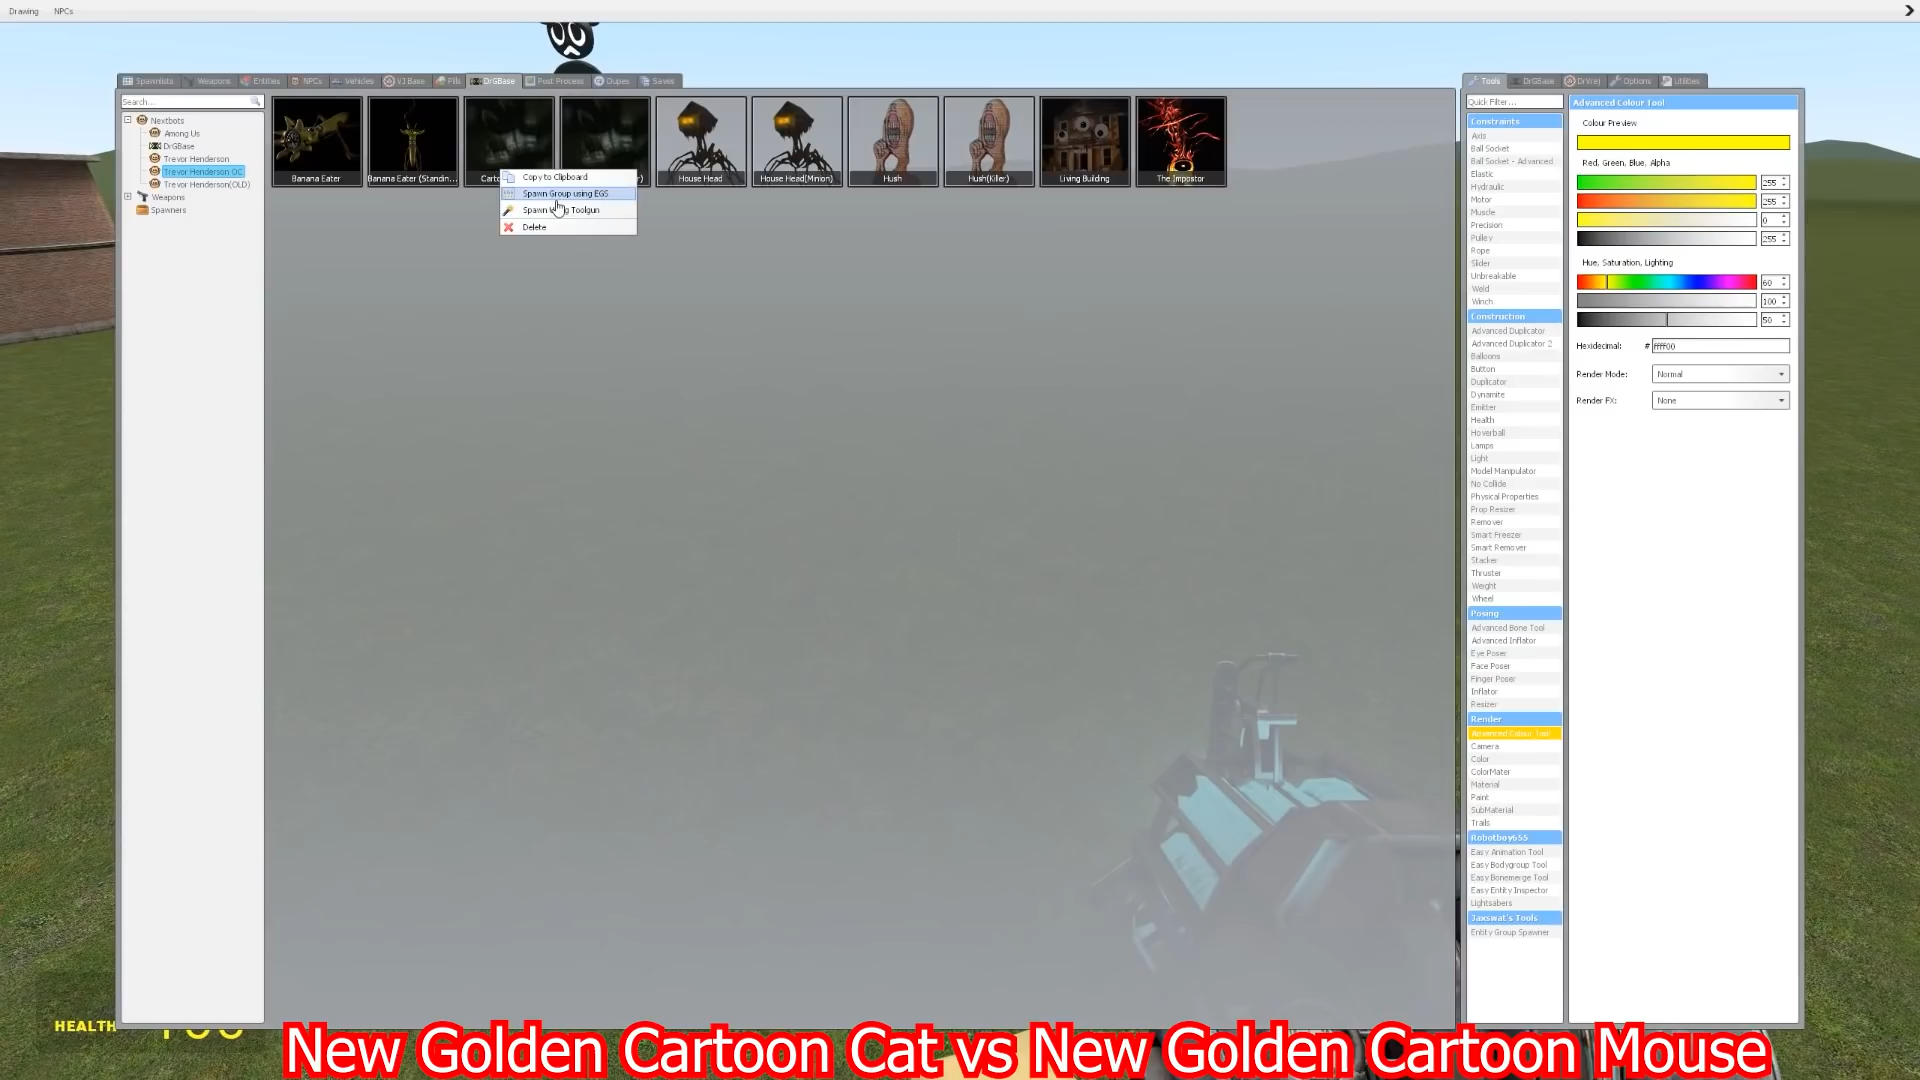 Drawing NPCs
Spawnlists Weapons Entities NPCs Vehicles VJ Base Pills DrGBase Post Process Dupes Saves
Search...
Nextbots
Among Us
DrGBase
Trevor Henderson
Trevor Henderson OC
Trevor Henderson(OLD)
Weapons
Spawners
Banana Eater
Banana Eater (Standin...
House Head
House Head(Minion)
Hush
Hush(Killer)
Living Building
The Impostor
Copy to Clipboard
Spawn Group using EGS
Toolgun
Delete
Tools DrGBase DrVrej Options Utilities
Quick Filter...
Constraints
Axis
Ball Socket
Ball Socket - Advanced
Elastic
Hydraulic
Motor
Muscle
Precision
Pulley
Rope
Slider
Unbreakable
Weld
Winch
Construction
Advanced Duplicator
Advanced Duplicator 2
Balloons
Button
Duplicator
Dynamite
Emitter
Health
Hoverball
Lamps
Light
Model Manipulator
No Collide
Physical Properties
Prop Resizer
Remover
Smart Freezer
Smart Remover
Stacker
Thruster
Weight
Wheel
Posing
Advanced Bone Tool
Advanced Inflator
Eye Poser
Face Poser
Finger Poser
Inflator
Resizer
Render
Advanced Colour Tool
Camera
Color
ColorMater
Material
Paint
SubMaterial
Trails
Robotboy655
Easy Animation Tool
Easy Bodygroup Tool
Easy Bonemerge Tool
Easy Entity Inspector
Lightsabers
Jaxswat's Tools
Entity Group Spawner
Advanced Colour Tool
Colour Preview
Red, Green, Blue, Alpha
255
255
0
255
Hue, Saturation, Lighting
60
100
50
Hexidecimal: # ffff00
Render Mode: Normal
Render FX: None
HEALTH
New Golden Cartoon Cat vs New Golden Cartoon Mouse